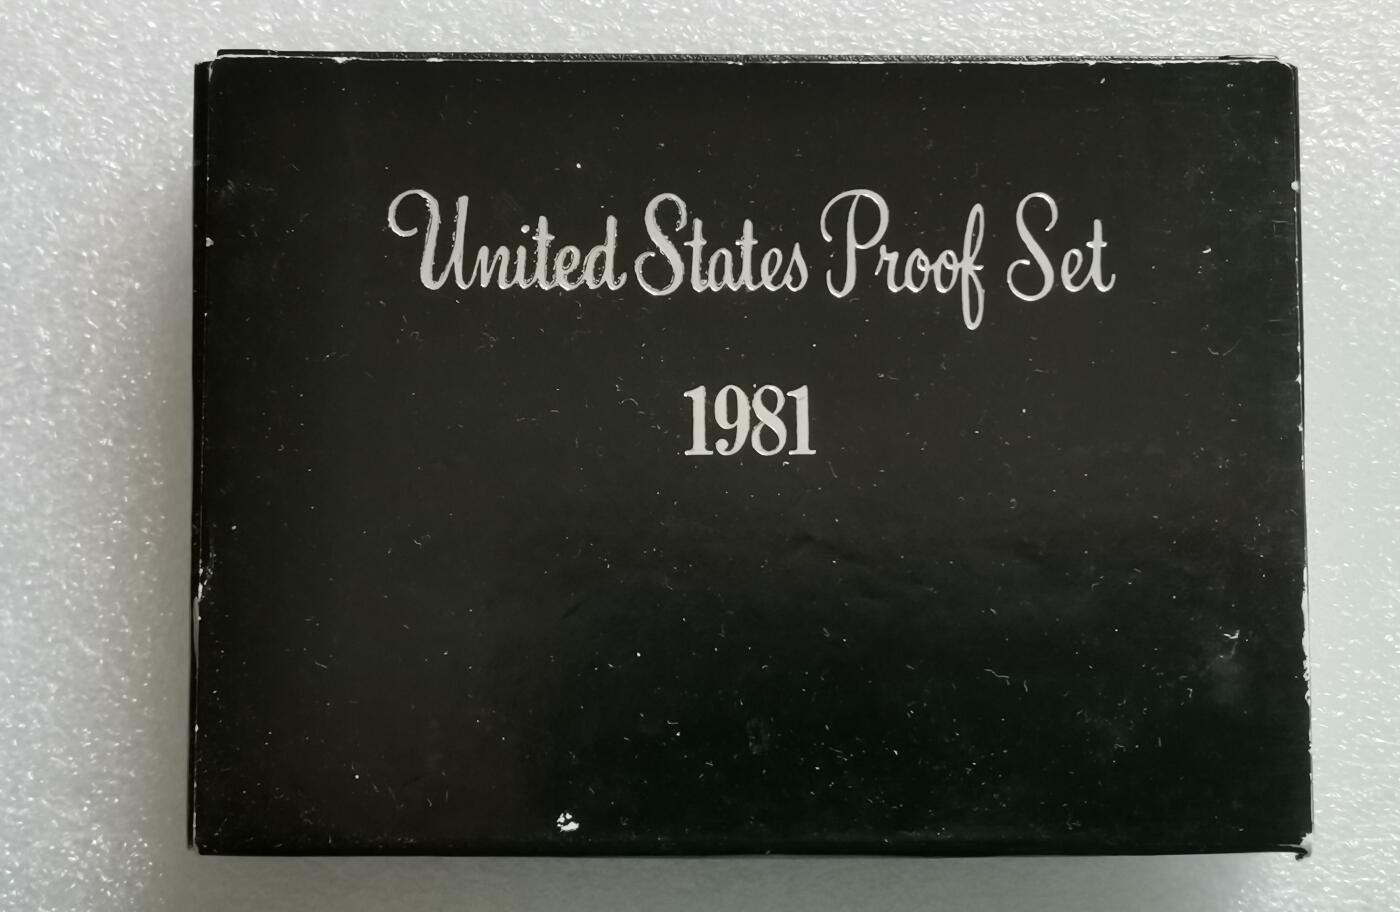 United States Proof Set
1981